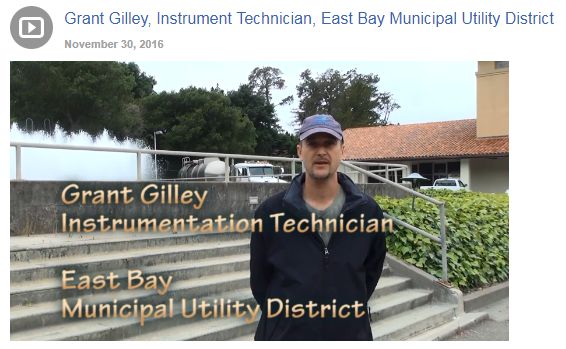 Grant Gilley, Instrument Technician, East Bay Municipal Utility District
November 30, 2016
Grant Gilley
Instrumentation Technician
East Bay
Municipal Utility District